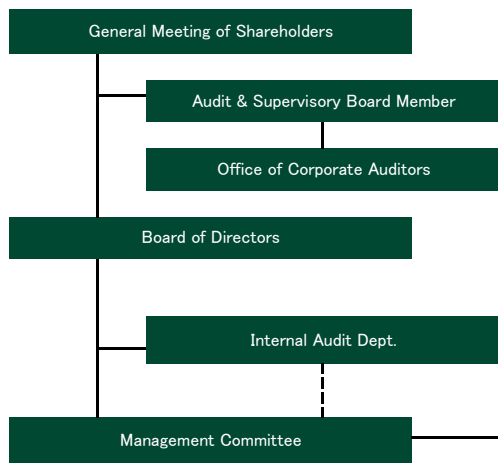 General Meeting of Shareholders
Audit & Supervisory Board Member
Office of Corporate Auditors
Board of Directors
Internal Audit Dept.
Management Committee